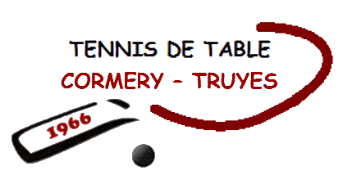 TENNIS DE TABLE
CORMERY - TRUYES
1966